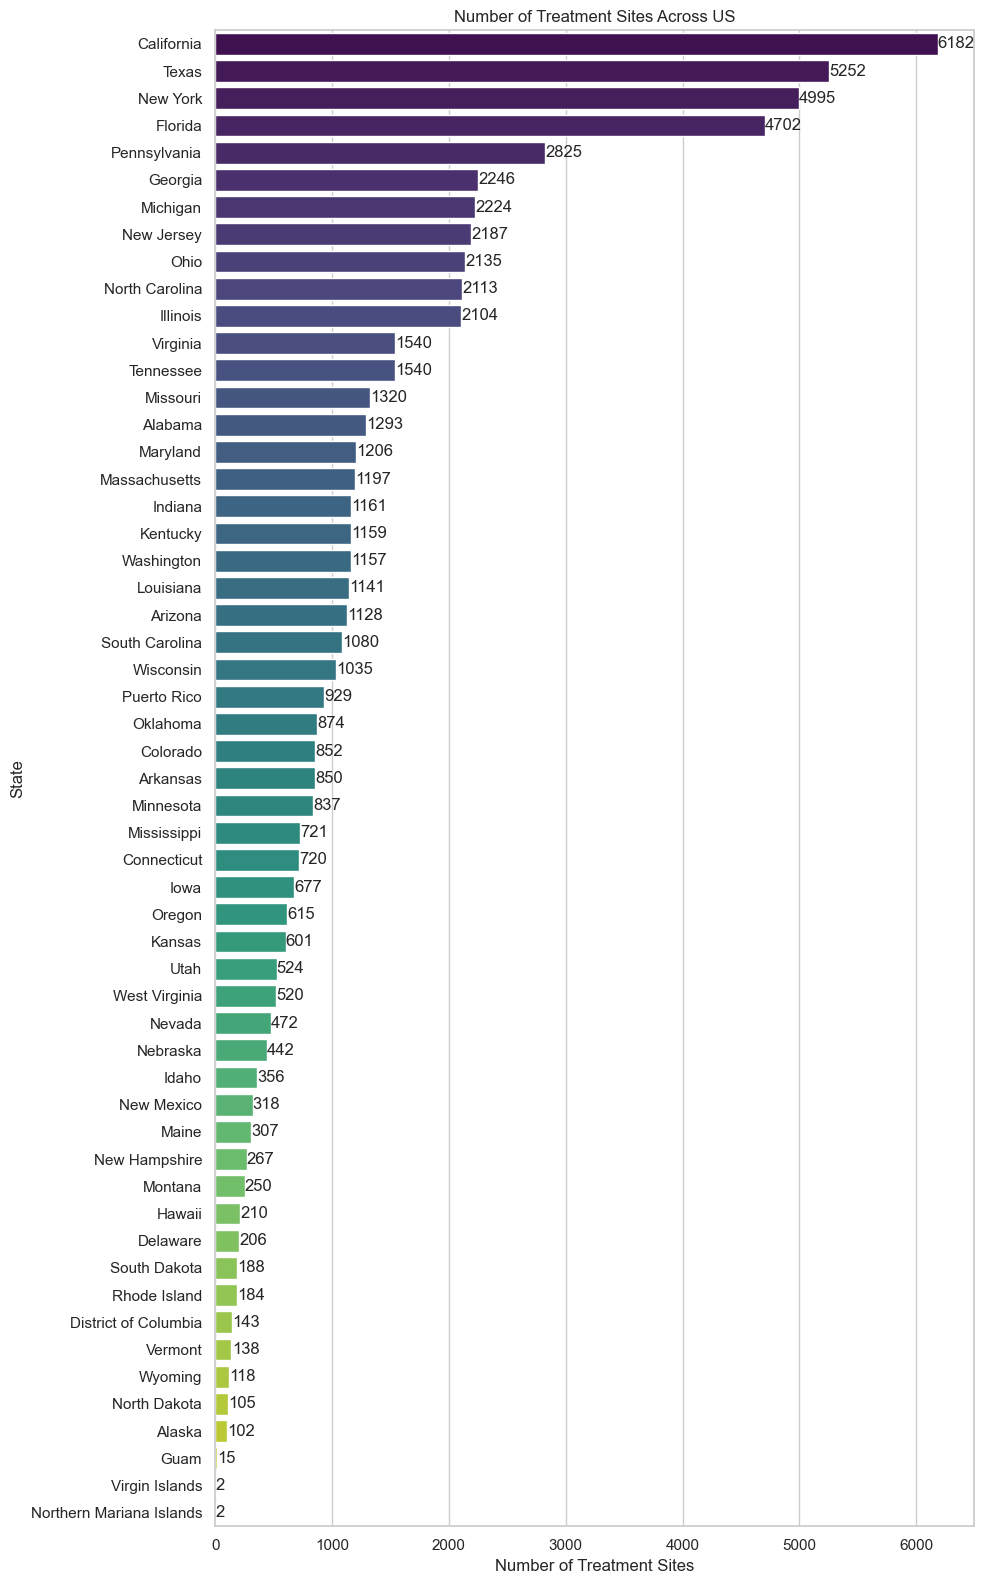 Number of Treatment Sites Across US
State
California 6182
Texas 5252
New York 4995
Florida 4702
Pennsylvania 2825
Georgia 2246
Michigan 2224
New Jersey 2187
Ohio 2135
North Carolina 2113
Illinois 2104
Virginia 1540
Tennessee 1540
Missouri 1320
Alabama 1293
Maryland 1206
Massachusetts 1197
Indiana 1161
Kentucky 1159
Washington 1157
Louisiana 1141
Arizona 1128
South Carolina 1080
Wisconsin 1035
Puerto Rico 929
Oklahoma 874
Colorado 852
Arkansas 850
Minnesota 837
Mississippi 721
Connecticut 720
Iowa 677
Oregon 615
Kansas 601
Utah 524
West Virginia 520
Nevada 472
Nebraska 442
Idaho 356
New Mexico 318
Maine 307
New Hampshire 267
Montana 250
Hawaii 210
Delaware 206
South Dakota 188
Rhode Island 184
District of Columbia 143
Vermont 138
Wyoming 118
North Dakota 105
Alaska 102
Guam 15
Virgin Islands 2
Northern Mariana Islands 2
0 1000 2000 3000 4000 5000 6000
Number of Treatment Sites